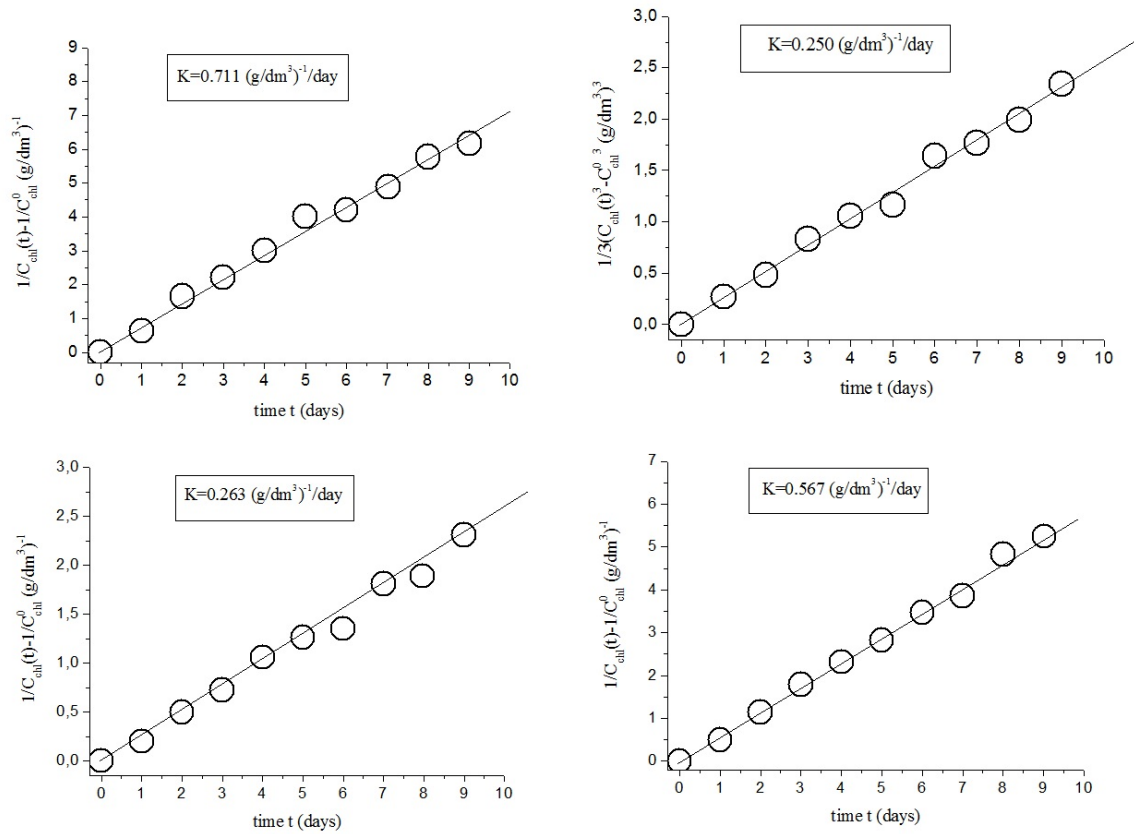 K=0.711 (g/dm³)⁻¹/day
1/C_chl(t)-1/C⁰_chl (g/dm³)⁻¹
9
8
7
6
5
4
3
2
1
0
0 1 2 3 4 5 6 7 8 9 10
time t (days)
K=0.250 (g/dm³)⁻¹/day
1/3(C_chl(t)³-C⁰_chl ³ (g/dm³)³
3,0
2,5
2,0
1,5
1,0
0,5
0,0
0 1 2 3 4 5 6 7 8 9 10
time t (days)
K=0.263 (g/dm³)⁻¹/day
1/C_chl(t)-1/C⁰_chl (g/dm³)⁻¹
3,0
2,5
2,0
1,5
1,0
0,5
0,0
0 1 2 3 4 5 6 7 8 9 10
time t (days)
K=0.567 (g/dm³)⁻¹/day
1/C_chl(t)-1/C⁰_chl (g/dm³)⁻¹
7
6
5
4
3
2
1
0
0 1 2 3 4 5 6 7 8 9 10
time t (days)